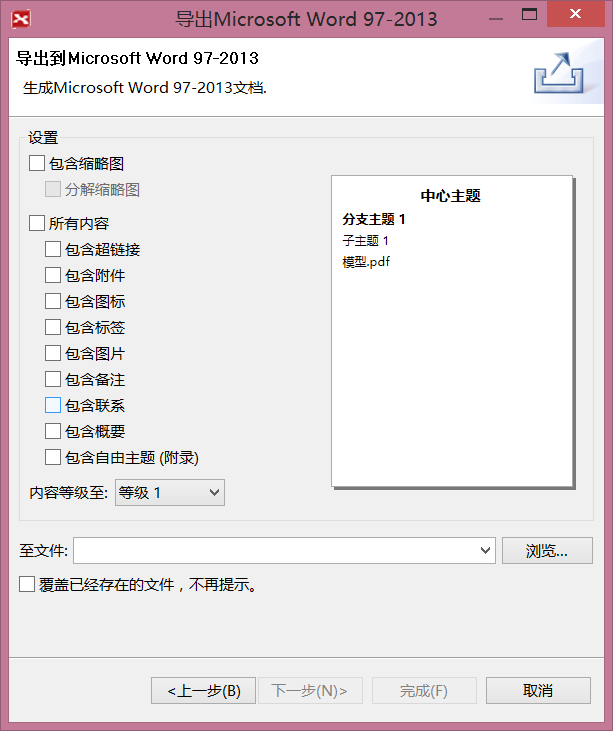 导出Microsoft Word 97-2013
导出到Microsoft Word 97-2013
生成Microsoft Word 97-2013文档.
设置
包含缩略图
分解缩略图
所有内容
包含超链接
包含附件
包含图标
包含标签
包含图片
包含备注
包含联系
包含概要
包含自由主题 (附录)
内容等级至: 等级 1
中心主题
分支主题 1
子主题 1
模型.pdf
至文件:
浏览...
覆盖已经存在的文件，不再提示。
<上一步(B)
下一步(N)>
完成(F)
取消